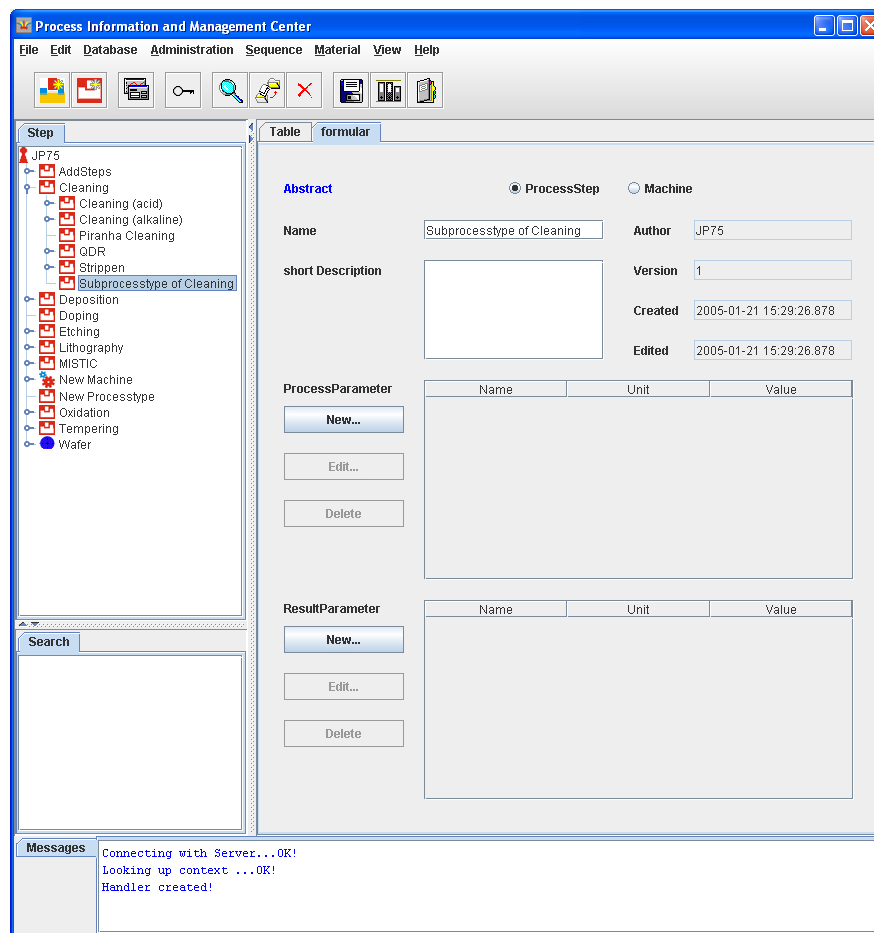 Process Information and Management Center
File Edit Database Administration Sequence Material View Help
Step
JP75
AddSteps
Cleaning
Cleaning (acid)
Cleaning (alkaline)
Piranha Cleaning
QDR
Strippen
Subprocesstype of Cleaning
Deposition
Doping
Etching
Lithography
MISTIC
New Machine
New Processtype
Oxidation
Tempering
Wafer
Search
Table formular
Abstract ProcessStep Machine
Name Subprocesstype of Cleaning Author JP75
short Description Version 1
Created 2005-01-21 15:29:26.878
Edited 2005-01-21 15:29:26.878
ProcessParameter Name Unit Value
New...
Edit...
Delete
ResultParameter Name Unit Value
New...
Edit...
Delete
Messages
Connecting with Server...OK!
Looking up context ...OK!
Handler created!